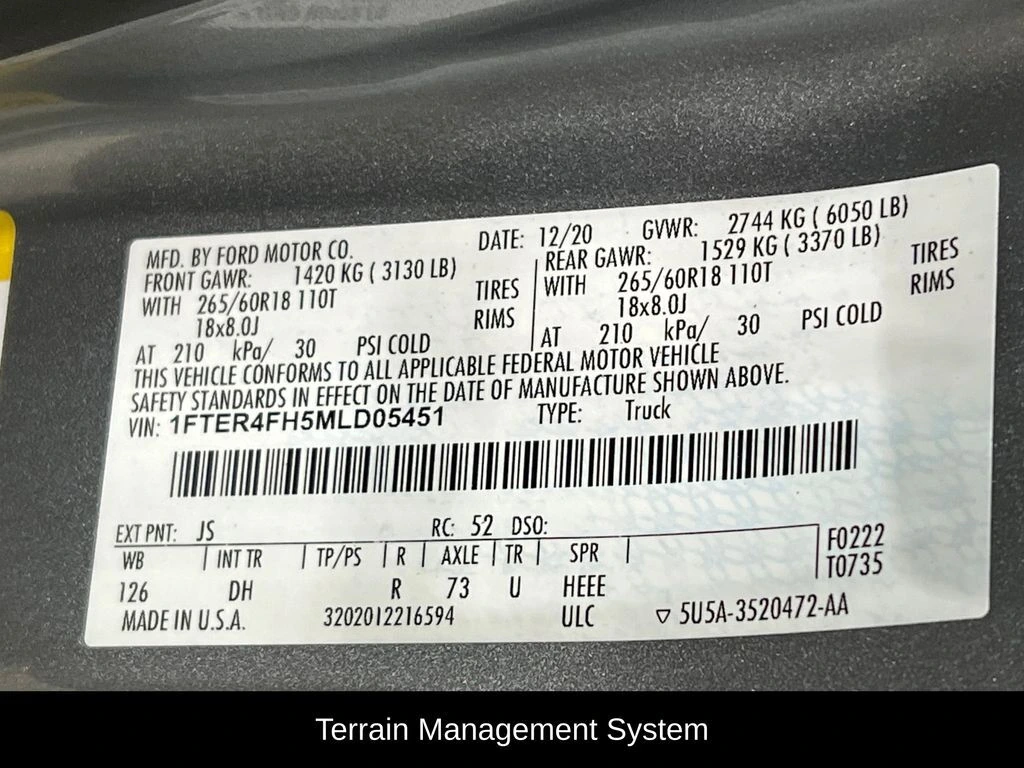 MFD. BY FORD MOTOR CO. DATE: 12/20 GVWR: 2744 KG ( 6050 LB)
FRONT GAWR: 1420 KG ( 3130 LB) REAR GAWR: 1529 KG ( 3370 LB)
WITH 265/60R18 110T TIRES WITH 265/60R18 110T TIRES
18x8.0J RIMS 18x8.0J RIMS
AT 210 kPa/ 30 PSI COLD AT 210 kPa/ 30 PSI COLD
THIS VEHICLE CONFORMS TO ALL APPLICABLE FEDERAL MOTOR VEHICLE
SAFETY STANDARDS IN EFFECT ON THE DATE OF MANUFACTURE SHOWN ABOVE.
VIN: 1FTER4FH5MLD05451 TYPE: Truck
EXT PNT: JS RC: 52 DSO:
WB INT TR TP/PS R AXLE TR SPR F0222
126 DH R 73 U HEEE T0735
MADE IN U.S.A. 3202012216594 ULC ▽ 5U5A-3520472-AA
Terrain Management System